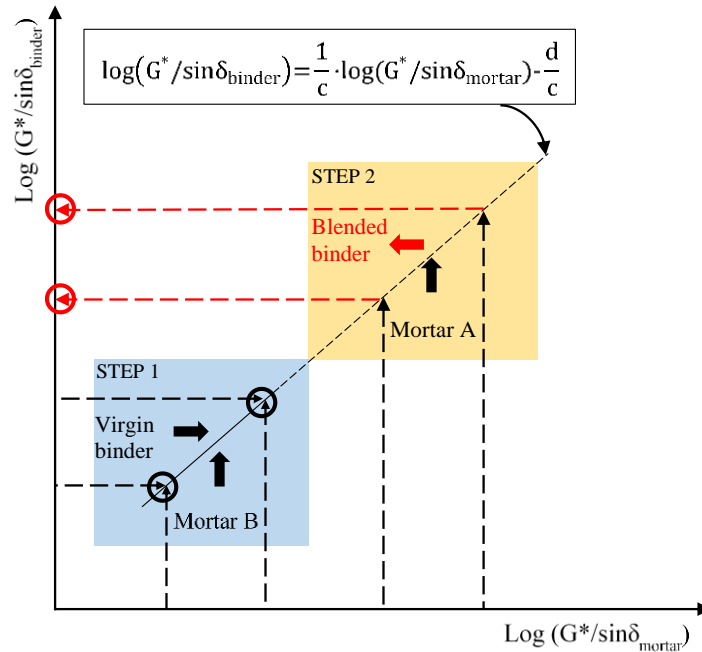 log(G*/sinδbinder)=1/c·log(G*/sinδmortar)-d/c
Log (G*/sinδbinder)
STEP 2
Blended
binder
Mortar A
STEP 1
Virgin
binder
Mortar B
Log (G*/sinδmortar)